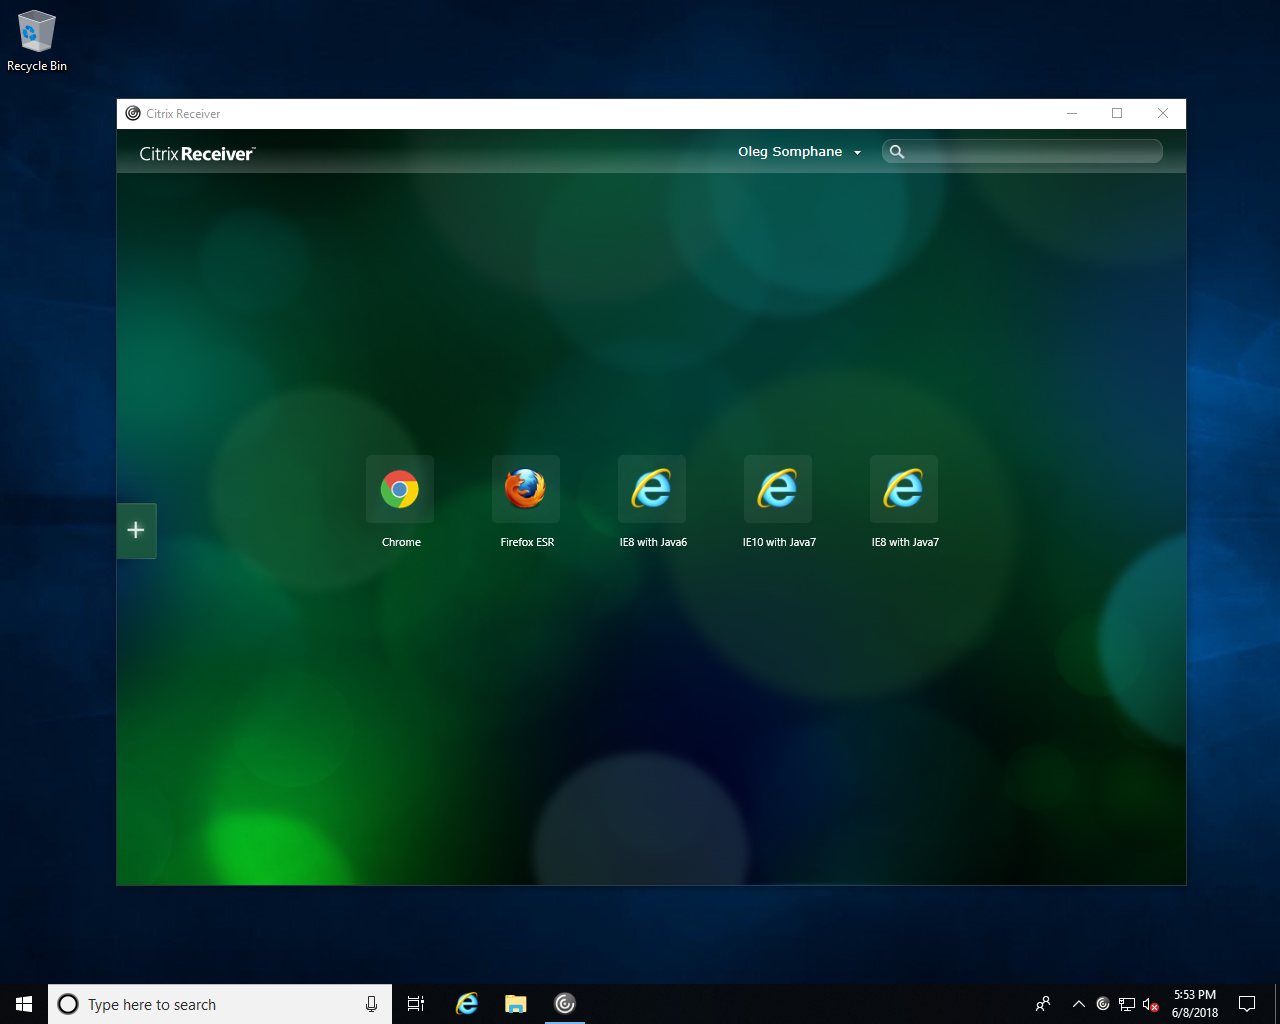 Recycle Bin
Citrix Receiver
Citrix Receiver™
Oleg Somphane
Chrome
Firefox ESR
IE8 with Java6
IE10 with Java7
IE8 with Java7
Type here to search
5:53 PM
6/8/2018